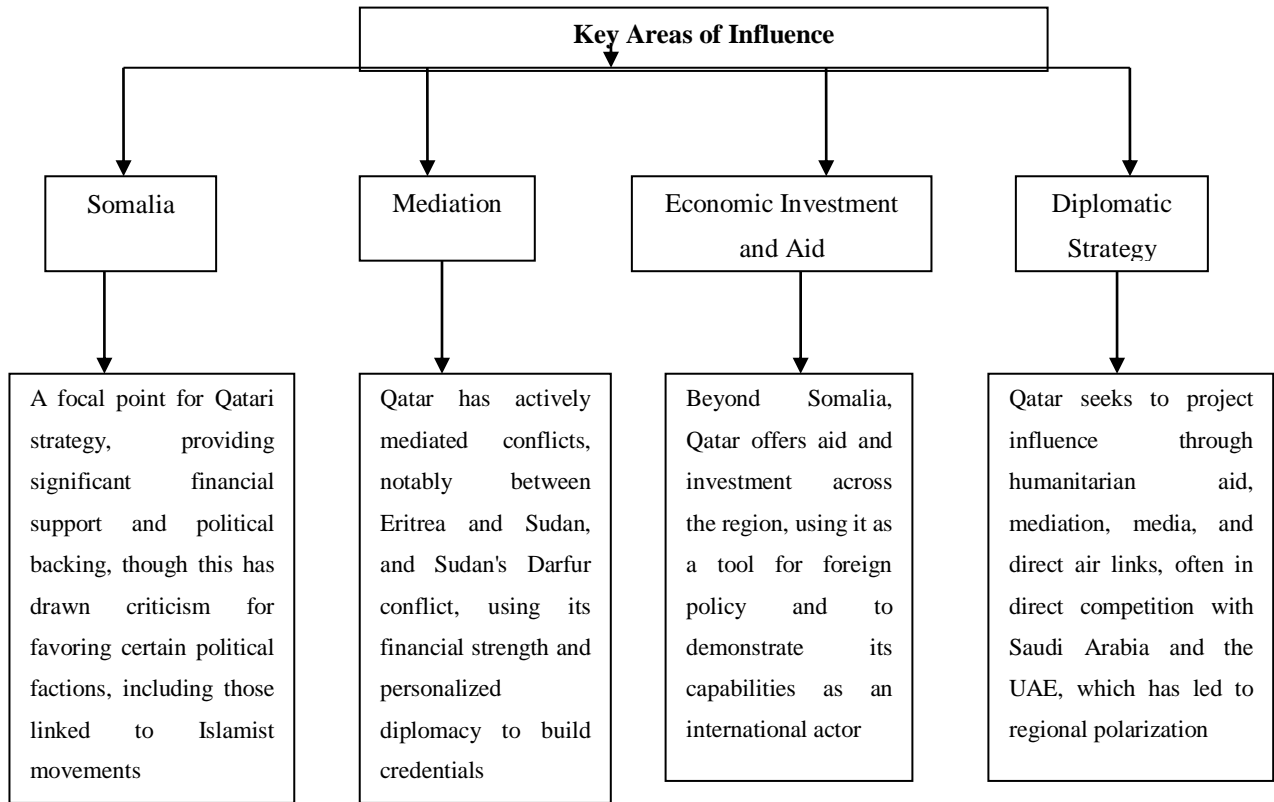 Key Areas of Influence
Somalia
Mediation
Economic Investment
and Aid
Diplomatic
Strategy
A focal point for Qatari
strategy, providing
significant financial
support and political
backing, though this has
drawn criticism for
favoring certain political
factions, including those
linked to Islamist
movements
Qatar has actively
mediated conflicts,
notably between
Eritrea and Sudan,
and Sudan's Darfur
conflict, using its
financial strength and
personalized
diplomacy to build
credentials
Beyond Somalia,
Qatar offers aid and
investment across
the region, using it as
a tool for foreign
policy and to
demonstrate its
capabilities as an
international actor
Qatar seeks to project
influence through
humanitarian aid,
mediation, media, and
direct air links, often in
direct competition with
Saudi Arabia and the
UAE, which has led to
regional polarization